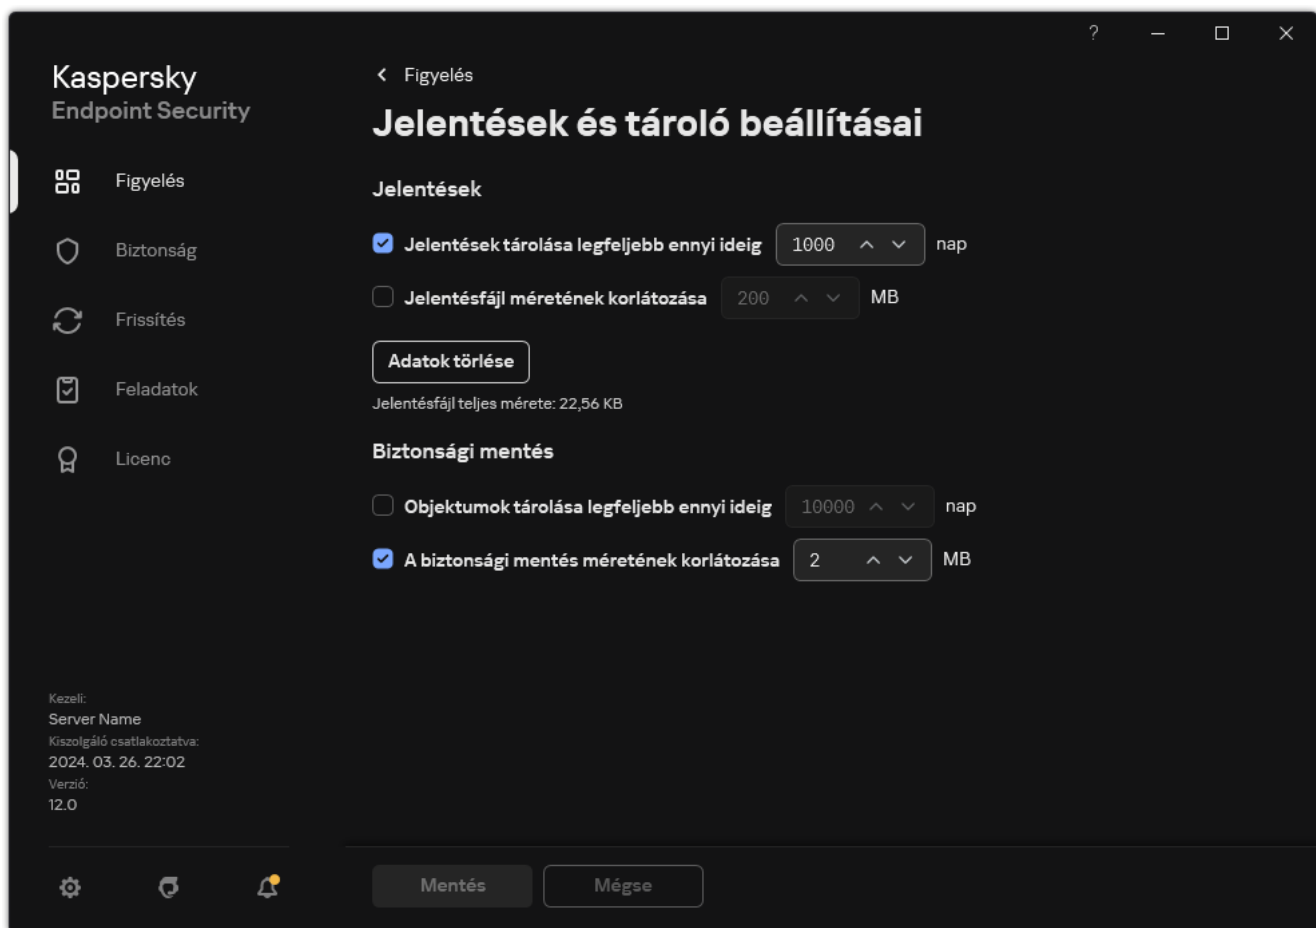 ?
Kaspersky
Endpoint Security
Figyelés
Biztonság
Frissítés
Feladatok
Licenc
Kezeli:
Server Name
Kiszolgáló csatlakoztatva:
2024. 03. 26. 22:02
Verzió:
12.0
Figyelés
Jelentések és tároló beállításai
Jelentések
Jelentések tárolása legfeljebb ennyi ideig 1000 nap
Jelentésfájl méretének korlátozása 200 MB
Adatok törlése
Jelentésfájl teljes mérete: 22,56 KB
Biztonsági mentés
Objektumok tárolása legfeljebb ennyi ideig 10000 nap
A biztonsági mentés méretének korlátozása 2 MB
Mentés Mégse